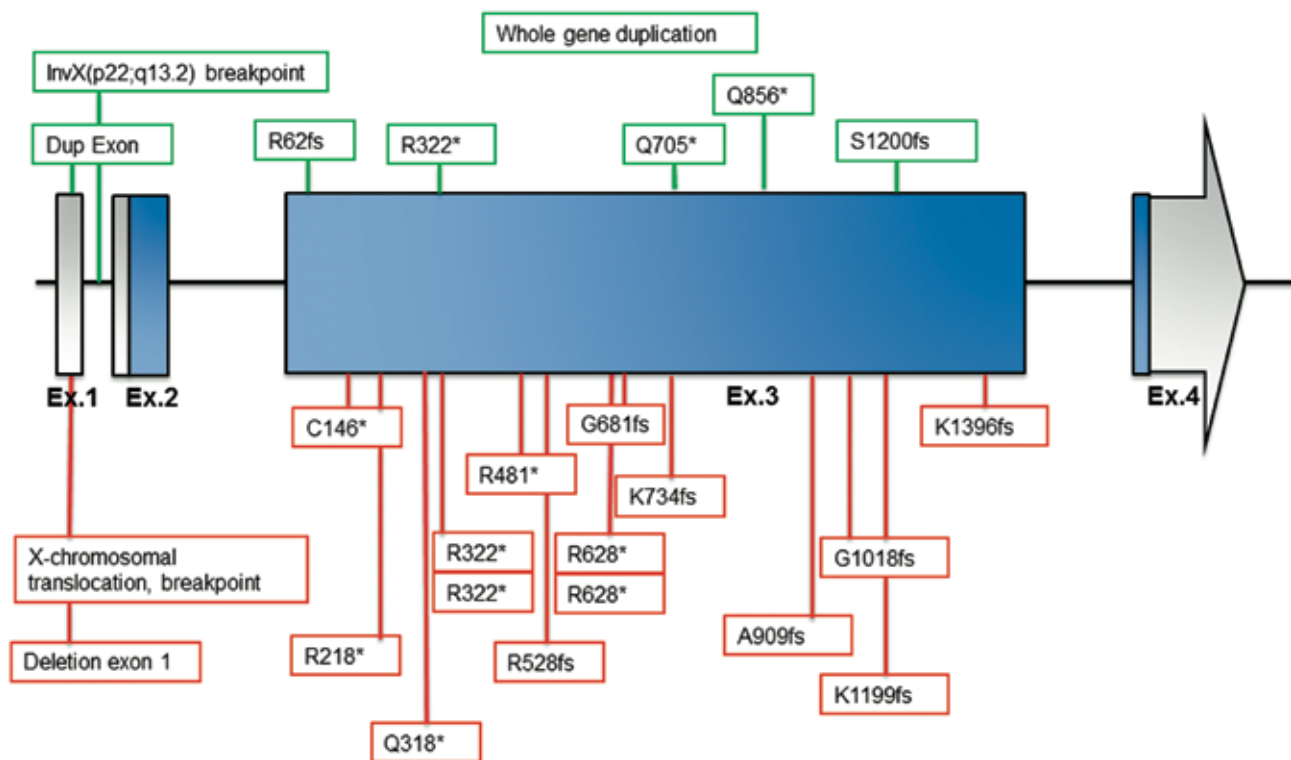 Whole gene duplication
InvX(p22;q13.2) breakpoint
Q856*
Dup Exon
R62fs
R322*
Q705*
S1200fs
Ex.1
Ex.2
Ex.3
Ex.4
C146*
G681fs
K1396fs
R481*
K734fs
X-chromosomal
translocation, breakpoint
R322*
R628*
G1018fs
R322*
R628*
A909fs
Deletion exon 1
R218*
R528fs
K1199fs
Q318*